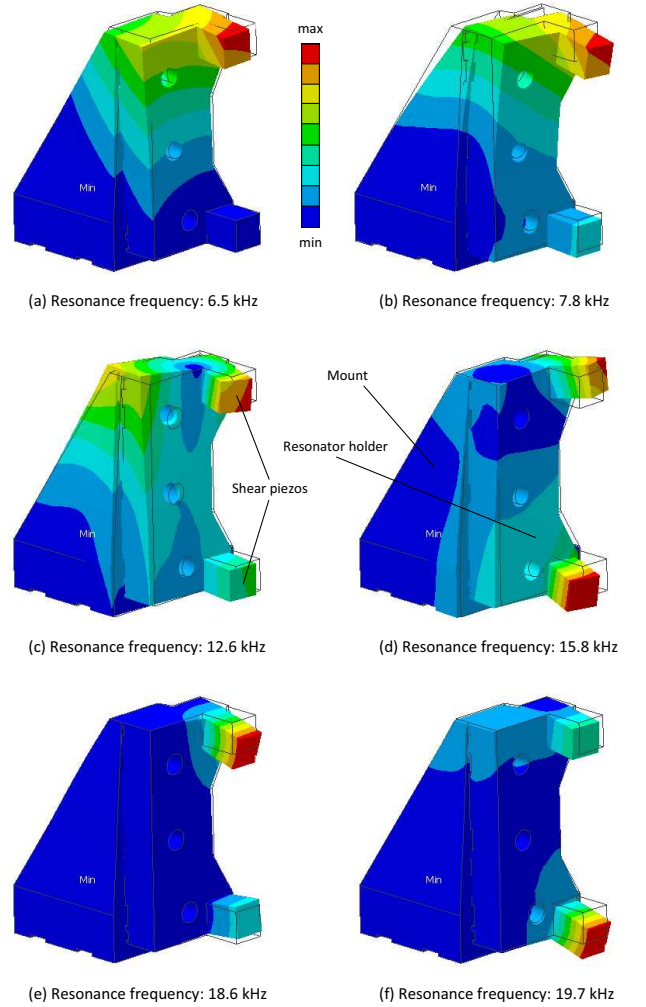 max
Min
Min
min
(a) Resonance frequency: 6.5 kHz
(b) Resonance frequency: 7.8 kHz
Mount
Resonator holder
Shear piezos
Min
Min
(c) Resonance frequency: 12.6 kHz
(d) Resonance frequency: 15.8 kHz
Min
Min
(e) Resonance frequency: 18.6 kHz
(f) Resonance frequency: 19.7 kHz